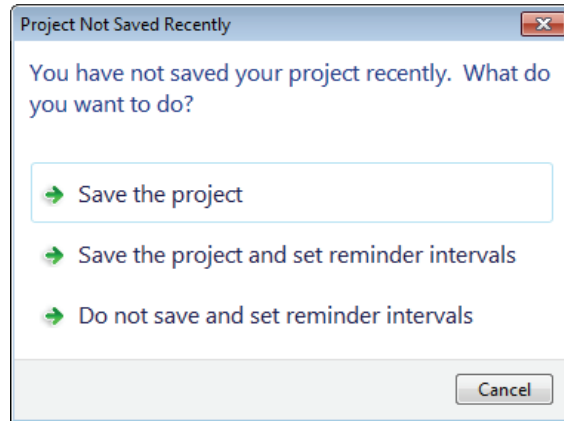 Project Not Saved Recently
You have not saved your project recently.  What do
you want to do?
Save the project
Save the project and set reminder intervals
Do not save and set reminder intervals
Cancel